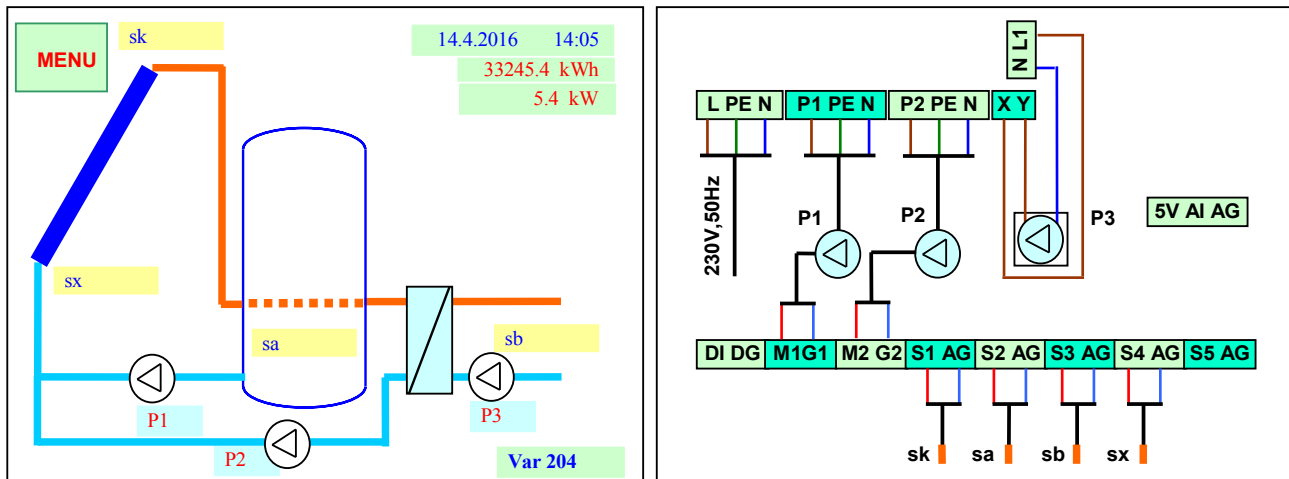 sk
MENU
14.4.2016 14:05
33245.4 kWh
5.4 kW
sx
sa
sb
P1
P2
P3
Var 204
N L1
L PE N
P1 PE N
P2 PE N
X Y
230V,50Hz
P1
P2
P3
5V AI AG
DI DG
M1G1
M2 G2
S1 AG
S2 AG
S3 AG
S4 AG
S5 AG
sk
sa
sb
sx